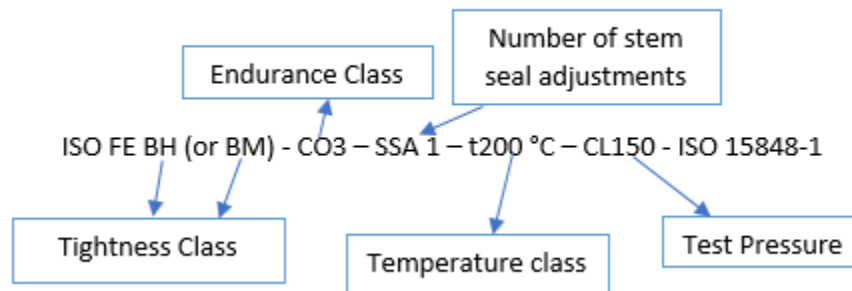 Number of stem
seal adjustments
Endurance Class
ISO FE BH (or BM) - CO3 – SSA 1 – t200 °C – CL150 - ISO 15848-1
Tightness Class
Temperature class
Test Pressure